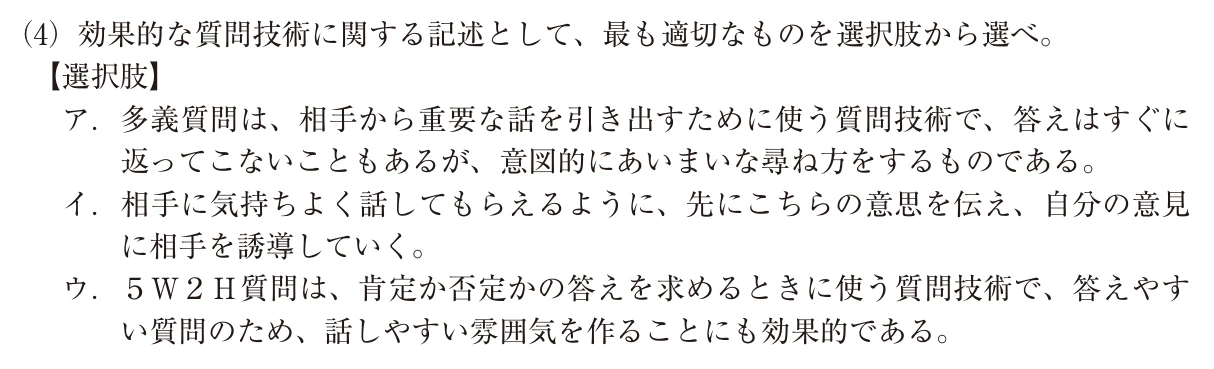 (4) 効果的な質問技術に関する記述として、最も適切なものを選択肢から選べ。
【選択肢】
ア．多義質問は、相手から重要な話を引き出すために使う質問技術で、答えはすぐに
返ってこないこともあるが、意図的にあいまいな尋ね方をするものである。
イ．相手に気持ちよく話してもらえるように、先にこちらの意思を伝え、自分の意見
に相手を誘導していく。
ウ．５Ｗ２Ｈ質問は、肯定か否定かの答えを求めるときに使う質問技術で、答えやす
い質問のため、話しやすい雰囲気を作ることにも効果的である。